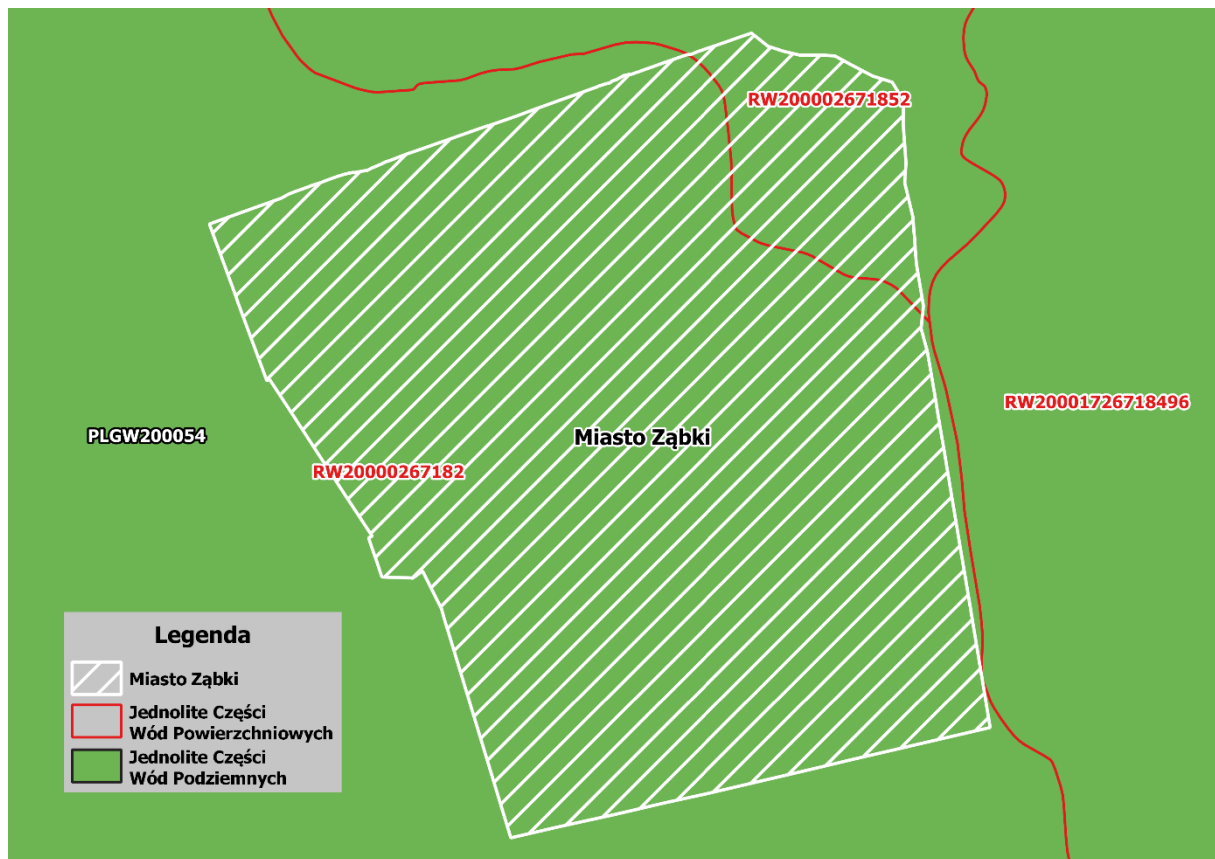 RW200002671852
RW20001726718496
PLGW200054
Miasto Ząbki
RW20000267182
Legenda
Miasto Ząbki
Jednolite Części
Wód Powierzchniowych
Jednolite Części
Wód Podziemnych